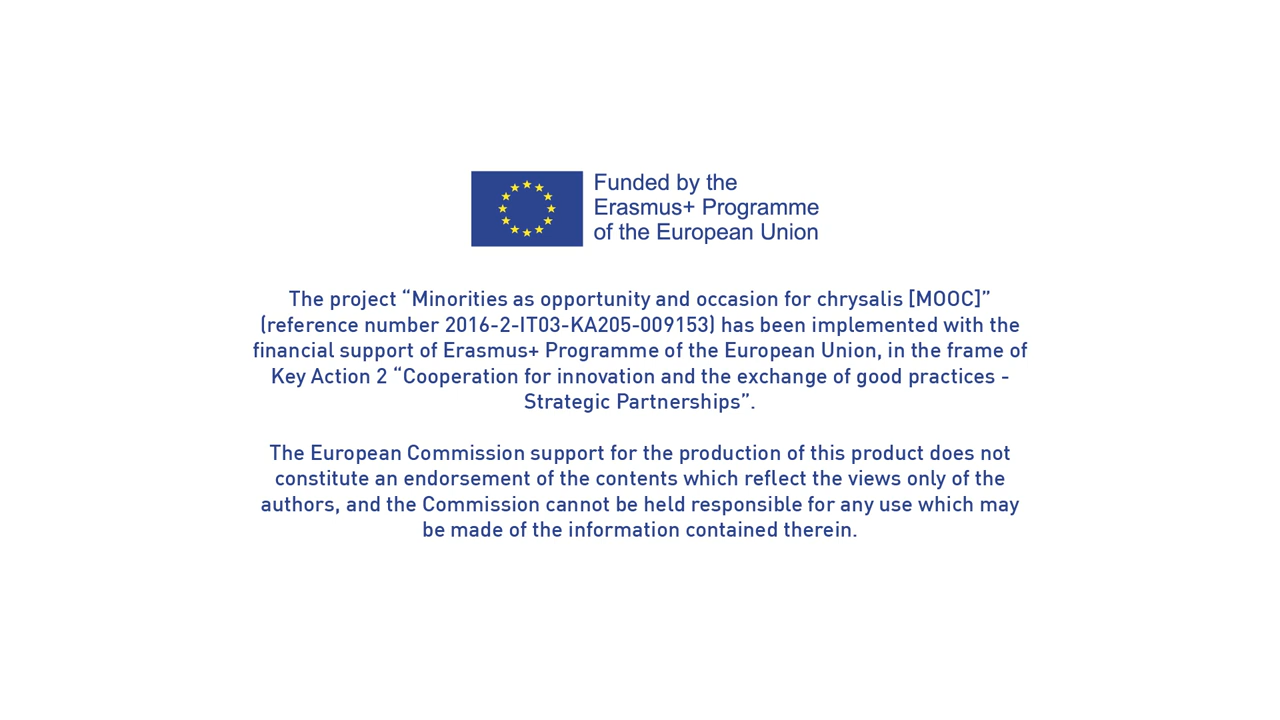 Funded by the
Erasmus+ Programme
of the European Union
The project “Minorities as opportunity and occasion for chrysalis [MOOC]”
(reference number 2016-2-IT03-KA205-009153) has been implemented with the
financial support of Erasmus+ Programme of the European Union, in the frame of
Key Action 2 “Cooperation for innovation and the exchange of good practices -
Strategic Partnerships”.
The European Commission support for the production of this product does not
constitute an endorsement of the contents which reflect the views only of the
authors, and the Commission cannot be held responsible for any use which may
be made of the information contained therein.